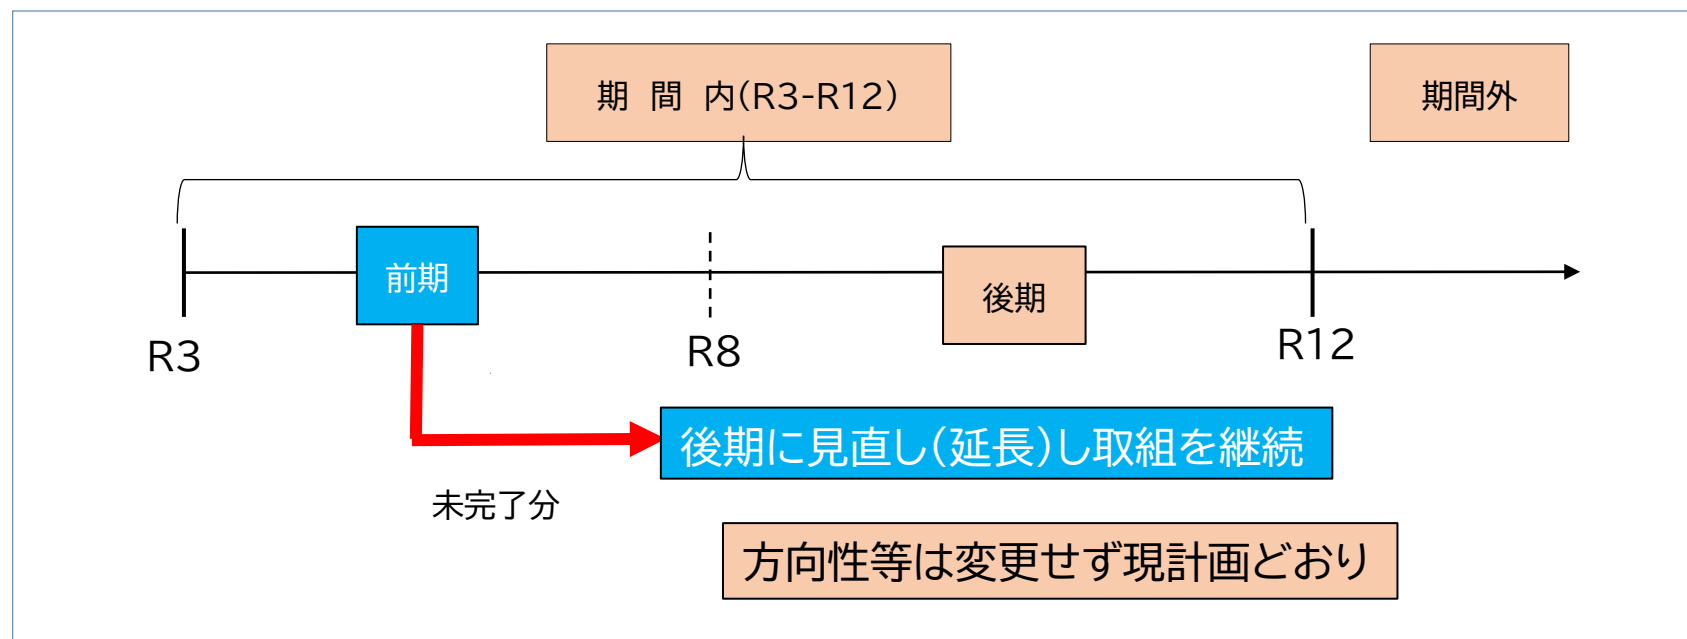 期 間 内(R3-R12)
期間外
前期
後期
R3
R8
R12
後期に見直し(延長)し取組を継続
未完了分
方向性等は変更せず現計画どおり